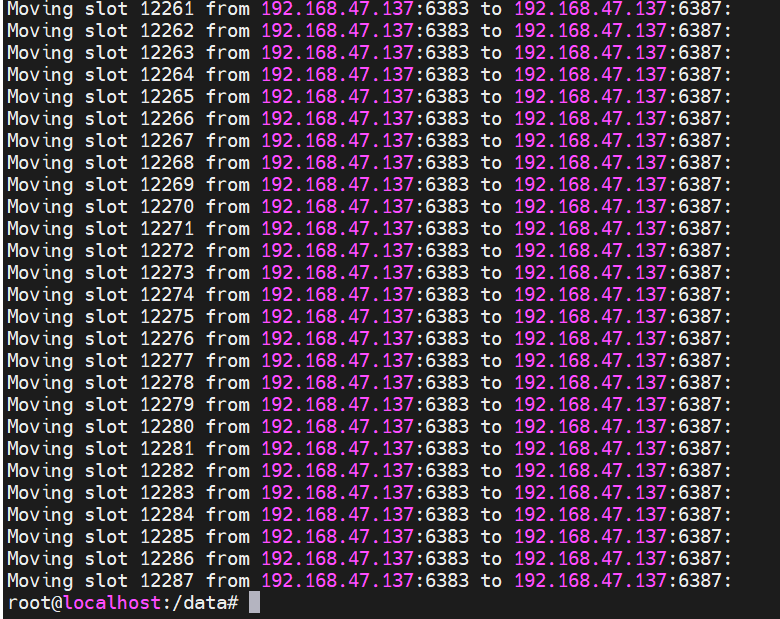 Moving slot 12261 from 192.168.47.137:6383 to 192.168.47.137:6387:
Moving slot 12262 from 192.168.47.137:6383 to 192.168.47.137:6387:
Moving slot 12263 from 192.168.47.137:6383 to 192.168.47.137:6387:
Moving slot 12264 from 192.168.47.137:6383 to 192.168.47.137:6387:
Moving slot 12265 from 192.168.47.137:6383 to 192.168.47.137:6387:
Moving slot 12266 from 192.168.47.137:6383 to 192.168.47.137:6387:
Moving slot 12267 from 192.168.47.137:6383 to 192.168.47.137:6387:
Moving slot 12268 from 192.168.47.137:6383 to 192.168.47.137:6387:
Moving slot 12269 from 192.168.47.137:6383 to 192.168.47.137:6387:
Moving slot 12270 from 192.168.47.137:6383 to 192.168.47.137:6387:
Moving slot 12271 from 192.168.47.137:6383 to 192.168.47.137:6387:
Moving slot 12272 from 192.168.47.137:6383 to 192.168.47.137:6387:
Moving slot 12273 from 192.168.47.137:6383 to 192.168.47.137:6387:
Moving slot 12274 from 192.168.47.137:6383 to 192.168.47.137:6387:
Moving slot 12275 from 192.168.47.137:6383 to 192.168.47.137:6387:
Moving slot 12276 from 192.168.47.137:6383 to 192.168.47.137:6387:
Moving slot 12277 from 192.168.47.137:6383 to 192.168.47.137:6387:
Moving slot 12278 from 192.168.47.137:6383 to 192.168.47.137:6387:
Moving slot 12279 from 192.168.47.137:6383 to 192.168.47.137:6387:
Moving slot 12280 from 192.168.47.137:6383 to 192.168.47.137:6387:
Moving slot 12281 from 192.168.47.137:6383 to 192.168.47.137:6387:
Moving slot 12282 from 192.168.47.137:6383 to 192.168.47.137:6387:
Moving slot 12283 from 192.168.47.137:6383 to 192.168.47.137:6387:
Moving slot 12284 from 192.168.47.137:6383 to 192.168.47.137:6387:
Moving slot 12285 from 192.168.47.137:6383 to 192.168.47.137:6387:
Moving slot 12286 from 192.168.47.137:6383 to 192.168.47.137:6387:
Moving slot 12287 from 192.168.47.137:6383 to 192.168.47.137:6387:
root@localhost:/data#